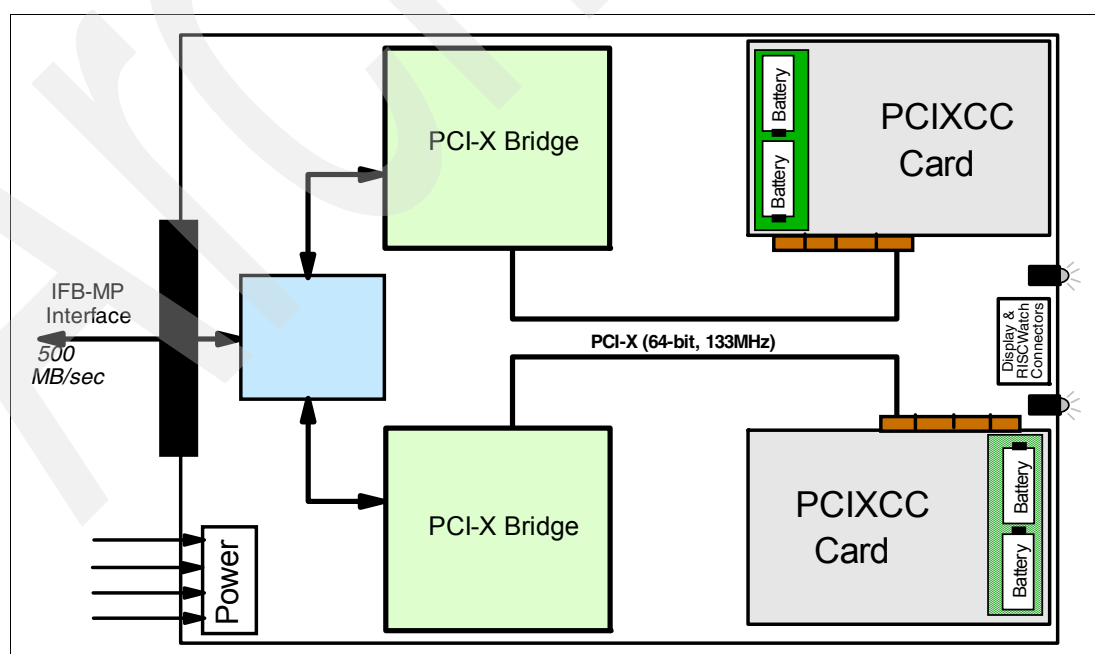 PCI-X Bridge
Battery
Battery
PCIXCC
Card
IFB-MP
Interface
500
MB/sec
PCI-X (64-bit, 133MHz)
Display &
RISCWatch
Connectors
PCI-X Bridge
PCIXCC
Card
Battery
Battery
Power